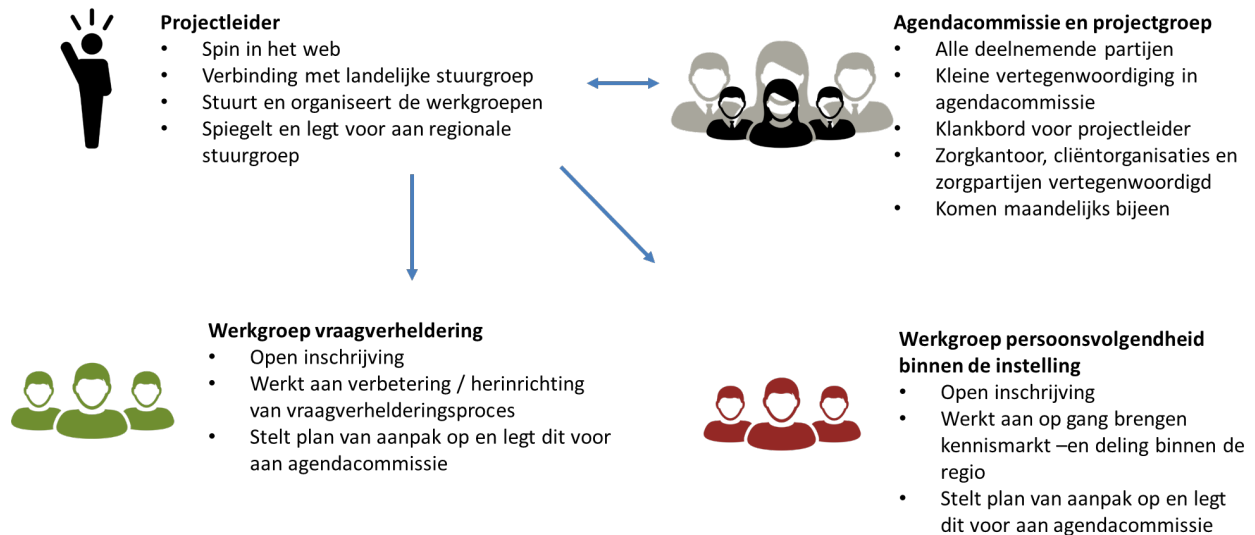 Projectleider
• Spin in het web
• Verbinding met landelijke stuurgroep
• Stuurt en organiseert de werkgroepen
• Spiegelt en legt voor aan regionale
stuurgroep
Agendacommissie en projectgroep
• Alle deelnemende partijen
• Kleine vertegenwoordiging in
agendacommissie
• Klankbord voor projectleider
• Zorgkantoor, cliëntorganisaties en
zorgpartijen vertegenwoordigd
• Komen maandelijks bijeen
Werkgroep vraagverheldering
• Open inschrijving
• Werkt aan verbetering / herinrichting
van vraagverhelderingsproces
• Stelt plan van aanpak op en legt dit voor
aan agendacommissie
Werkgroep persoonsvolgendheid
binnen de instelling
• Open inschrijving
• Werkt aan op gang brengen
kennismarkt –en deling binnen de
regio
• Stelt plan van aanpak op en legt
dit voor aan agendacommissie